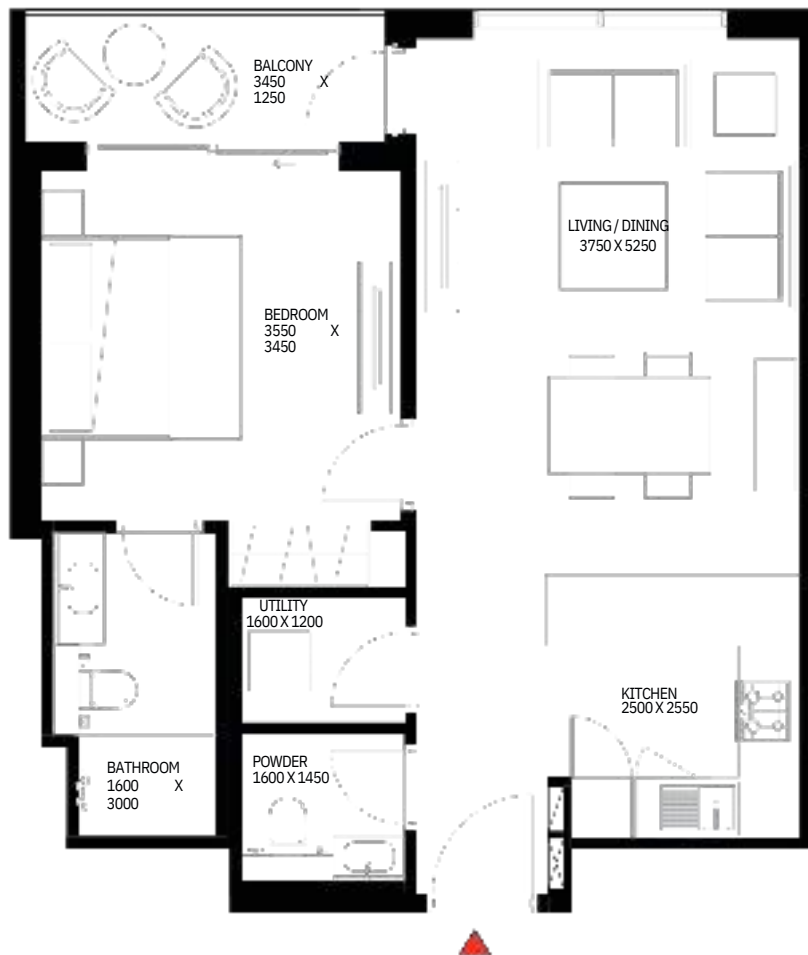 BALCONY
3450 X
1250
LIVING / DINING
3750 X 5250
BEDROOM
3550 X
3450
UTILITY
1600 X 1200
KITCHEN
2500 X 2550
POWDER
1600 X 1450
BATHROOM
1600 X
3000